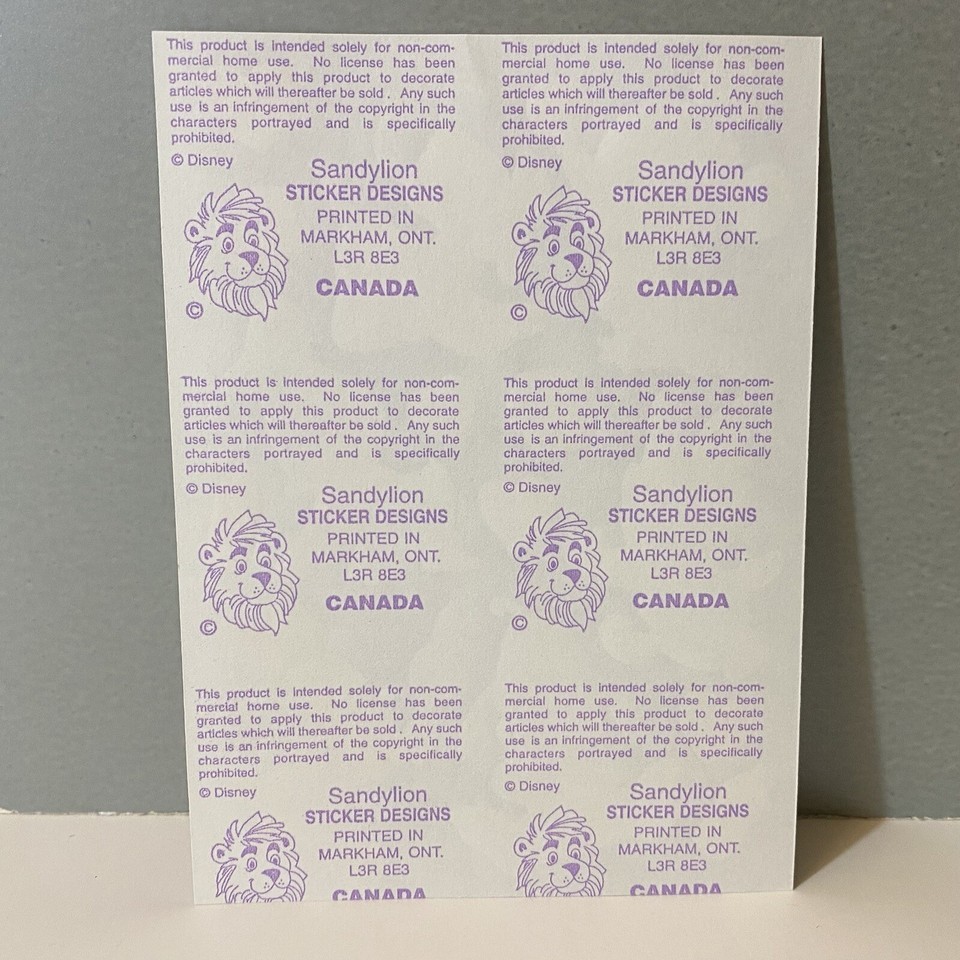 This product is intended solely for non-com-
mercial home use. No license has been
granted to apply this product to decorate
articles which will thereafter be sold . Any such
use is an infringement of the copyright in the
characters portrayed and is specifically
prohibited.
© Disney
Sandylion
STICKER DESIGNS
PRINTED IN
MARKHAM, ONT.
L3R 8E3
CANADA
©
This product is intended solely for non-com-
mercial home use. No license has been
granted to apply this product to decorate
articles which will thereafter be sold . Any such
use is an infringement of the copyright in the
characters portrayed and is specifically
prohibited.
© Disney
Sandylion
STICKER DESIGNS
PRINTED IN
MARKHAM, ONT.
L3R 8E3
CANADA
©
This product is intended solely for non-com-
mercial home use. No license has been
granted to apply this product to decorate
articles which will thereafter be sold . Any such
use is an infringement of the copyright in the
characters portrayed and is specifically
prohibited.
© Disney
Sandylion
STICKER DESIGNS
PRINTED IN
MARKHAM, ONT.
L3R 8E3
CANADA
©
This product is intended solely for non-com-
mercial home use. No license has been
granted to apply this product to decorate
articles which will thereafter be sold . Any such
use is an infringement of the copyright in the
characters portrayed and is specifically
prohibited.
© Disney
Sandylion
STICKER DESIGNS
PRINTED IN
MARKHAM, ONT.
L3R 8E3
CANADA
©
This product is intended solely for non-com-
mercial home use. No license has been
granted to apply this product to decorate
articles which will thereafter be sold . Any such
use is an infringement of the copyright in the
characters portrayed and is specifically
prohibited.
© Disney
Sandylion
STICKER DESIGNS
PRINTED IN
MARKHAM, ONT.
L3R 8E3
CANADA
This product is intended solely for non-com-
mercial home use. No license has been
granted to apply this product to decorate
articles which will thereafter be sold . Any such
use is an infringement of the copyright in the
characters portrayed and is specifically
prohibited.
© Disney
Sandylion
STICKER DESIGNS
PRINTED IN
MARKHAM, ONT.
L3R 8E3
CANADA